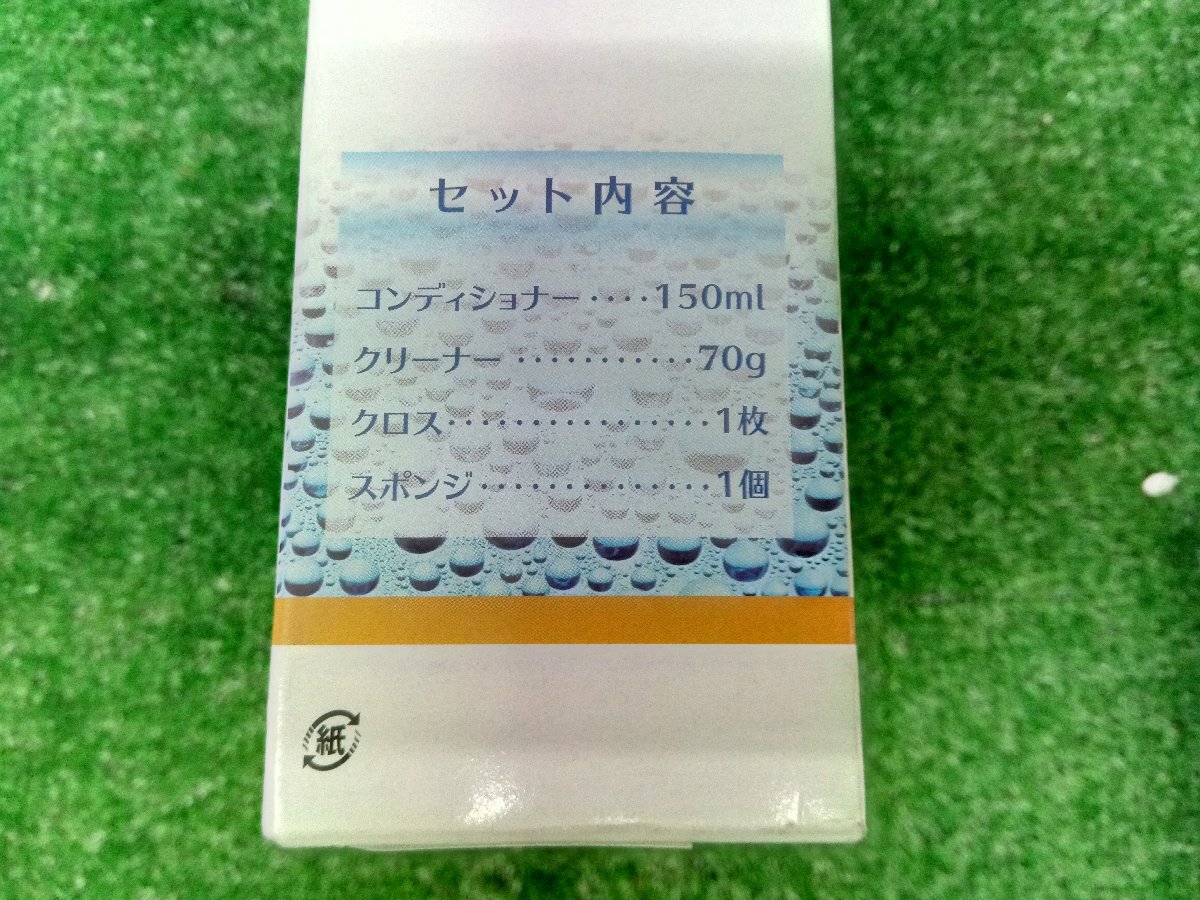 セット内容
コンディショナー‥‥150ml
クリーナー ‥‥‥‥‥‥70g
クロス‥‥‥‥‥‥‥‥1枚
スポンジ‥‥‥‥‥‥‥1個
紙